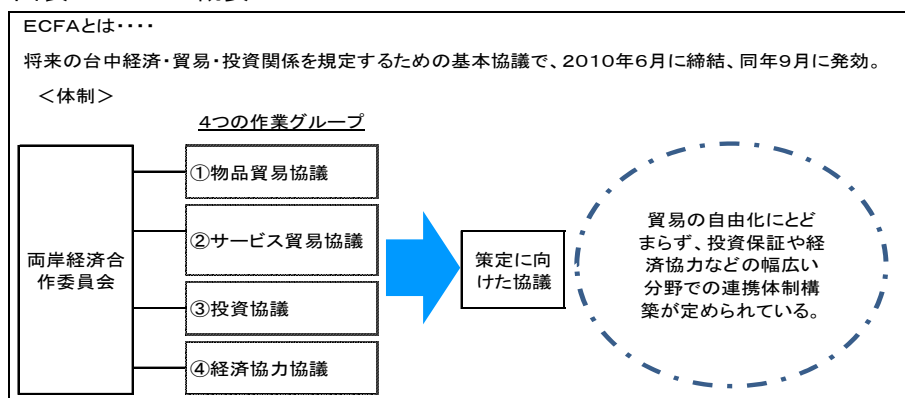 ECFAとは・・・・
将来の台中経済・貿易・投資関係を規定するための基本協議で、2010年6月に締結、同年9月に発効。
＜体制＞
4つの作業グループ
両岸経済合
作委員会
①物品貿易協議
②サービス貿易協議
③投資協議
④経済協力協議
策定に向
けた協議
貿易の自由化にとど
まらず、投資保証や経
済協力などの幅広い
分野での連携体制構
築が定められている。